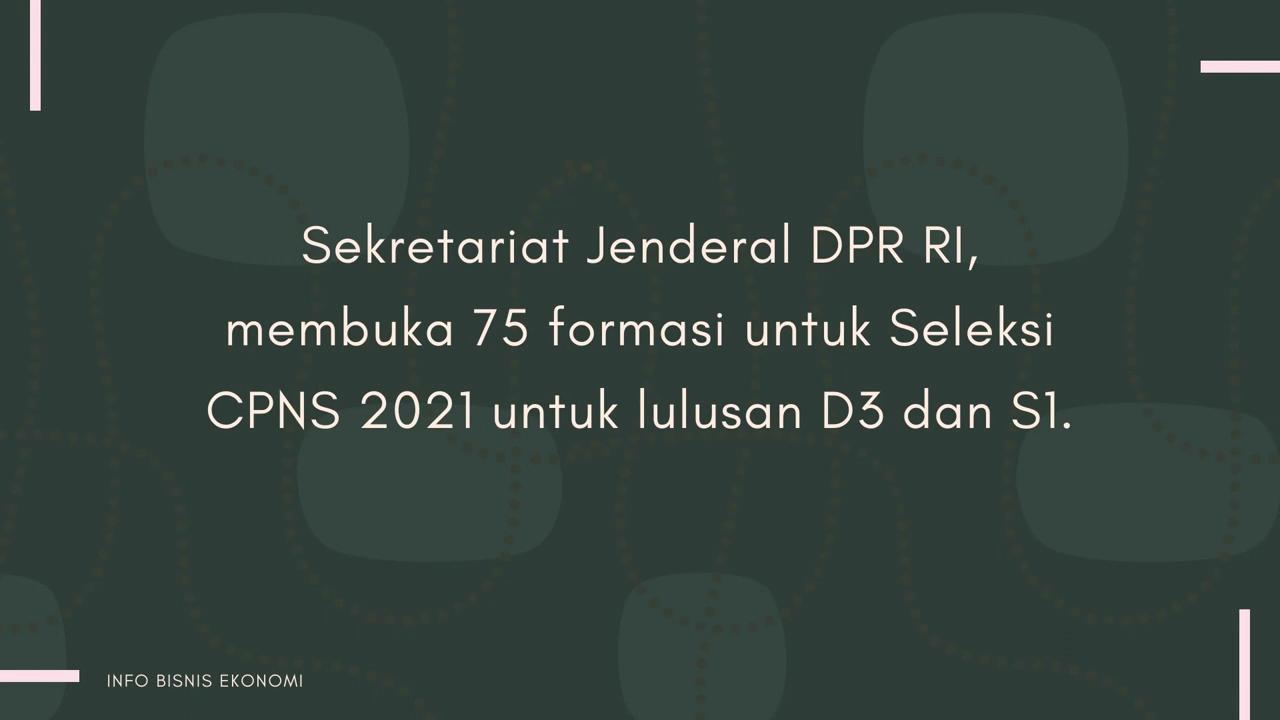 Sekretariat Jenderal DPR RI,
membuka 75 formasi untuk Seleksi
CPNS 2021 untuk lulusan D3 dan S1.
INFO BISNIS EKONOMI